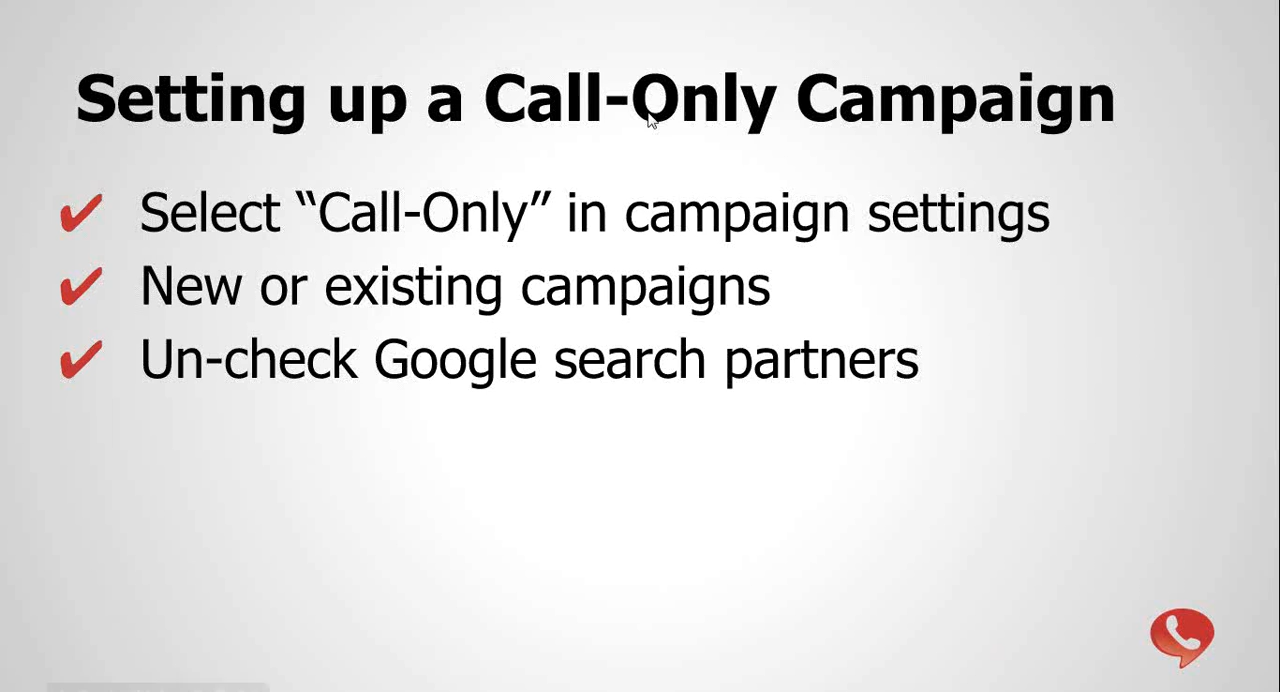 Setting up a Call-Only Campaign
✔ Select “Call-Only” in campaign settings
✔ New or existing campaigns
✔ Un-check Google search partners